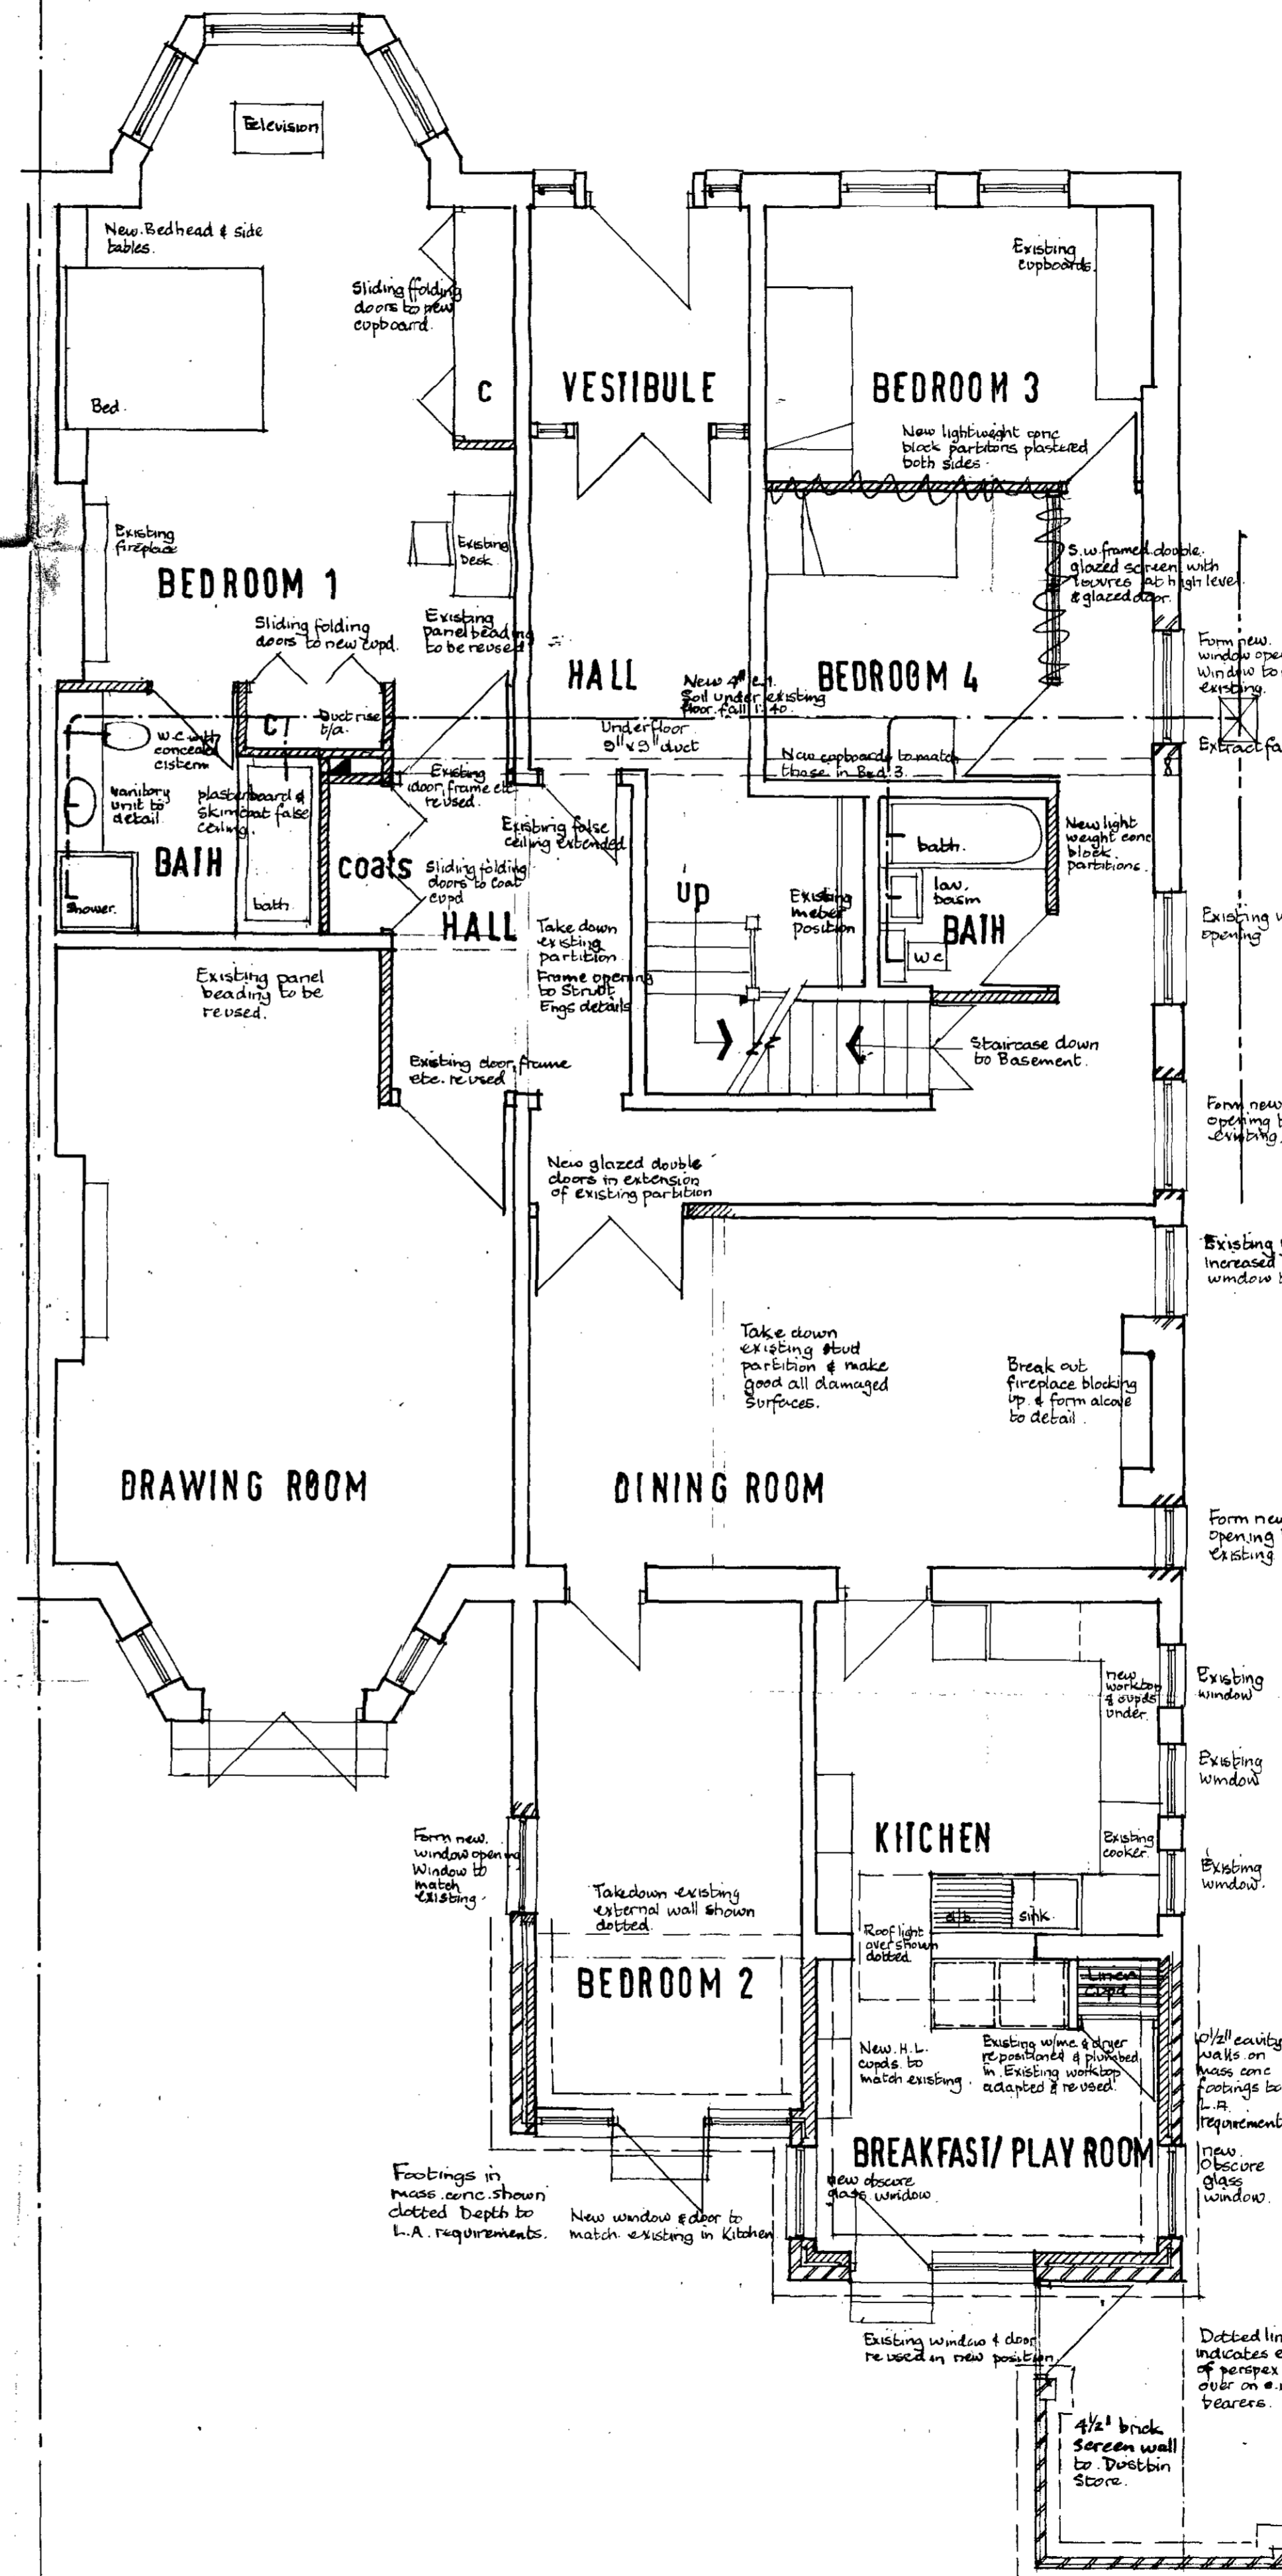 Television
New. Bedhead & side
tables.
Bed.
Sliding ffolding
doors to new
cupboard.
C
VESTIBULE
Existing
cupboards.
BEDROOM 3
New lightweight conc
block partitions plastered
both sides.
Existing
fireplace
Existing
Desk.
BEDROOM 1
Sliding folding
doors to new cupd.
Existing
panel beading
to be reused
HALL
S.w. framed double.
glazed screen with
louvres at high level
& glazed door.
BEDROOM 4
New 4" c.i.
Soil under existing
floor. fall 1:40.
Form new.
window
Window to
existing.
C
Duct rise
t/a.
w.c. with
concealed
cistern
Underfloor
9"x9" duct
New cupboards to match
those in Bed 3.
Extract
vanitory
unit to
detail.
plasterboard &
skimcoat false
ceiling.
Existing
door, frame etc
reused.
BATH
Shower.
bath.
coats
Existing false
ceiling extended
Sliding folding
doors to coat
cupd
HALL
UP
Existing
meter
position
bath.
lav.
basin
BATH
w c
New light
weight conc
block.
partitions.
Existing
opening
Take down
existing
partition
Frame opening
to Struct
Engs details
Existing panel
beading to be
reused.
Existing door, frame
etc. reused
Staircase down
to Basement.
Form new
opening
existing.
New glazed double
doors in extension
of existing partition
Existing
increased
window
Take down
existing stud
partition & make
good all damaged
surfaces.
Break out
fireplace blocking
up. & form alcove
to detail.
DRAWING ROOM
DINING ROOM
Form new
opening
existing
new
worktop
& cupds
under.
Existing
window
Existing
window
KITCHEN
Existing
cooker.
Existing
window.
Form new.
window opening
Window to
match
existing.
Takedown existing
external wall shown
dotted.
d/b.
sink.
Roof light
over shown
dotted.
BEDROOM 2
Linen
cupd
New. H.L.
cupds. to
match existing.
Existing w/mc & dryer
repositioned & plumbed
in. Existing worktop
adapted & reused.
cavity
walls. on
mass conc
footings to
L.A.
requirement
BREAKFAST/ PLAY ROOM
new obscure
glass window.
new.
Obscure
glass
window.
Footings in
mass. conc. shown
dotted Depth to
L.A. requirements.
New window & door to
match existing in Kitchen
Existing window & door
reused in new position.
Dotted
indicates
of perspex
over on
bearers.
4½" brick
screen wall
to. Dustbin
Store.